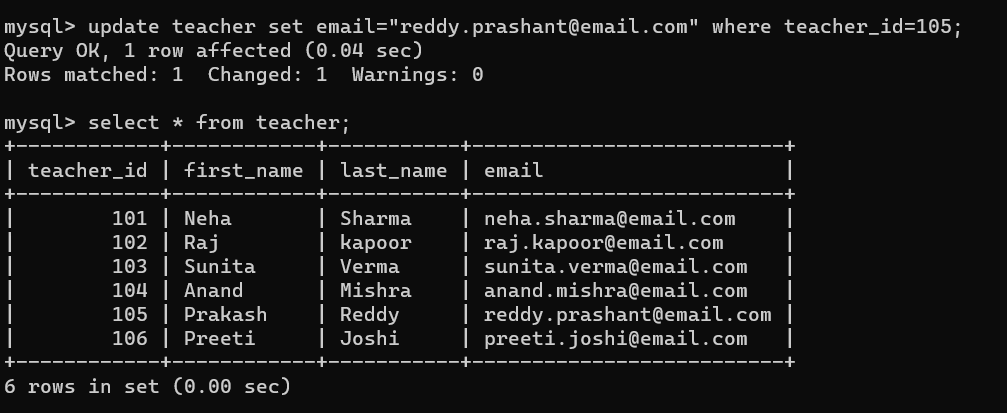 mysql> update teacher set email="reddy.prashant@email.com" where teacher_id=105;
Query OK, 1 row affected (0.04 sec)
Rows matched: 1  Changed: 1  Warnings: 0
mysql> select * from teacher;
+------------+------------+-----------+--------------------------+
| teacher_id | first_name | last_name | email                    |
+------------+------------+-----------+--------------------------+
|        101 | Neha       | Sharma    | neha.sharma@email.com    |
|        102 | Raj        | kapoor    | raj.kapoor@email.com     |
|        103 | Sunita     | Verma     | sunita.verma@email.com   |
|        104 | Anand      | Mishra    | anand.mishra@email.com   |
|        105 | Prakash    | Reddy     | reddy.prashant@email.com |
|        106 | Preeti     | Joshi     | preeti.joshi@email.com   |
+------------+------------+-----------+--------------------------+
6 rows in set (0.00 sec)